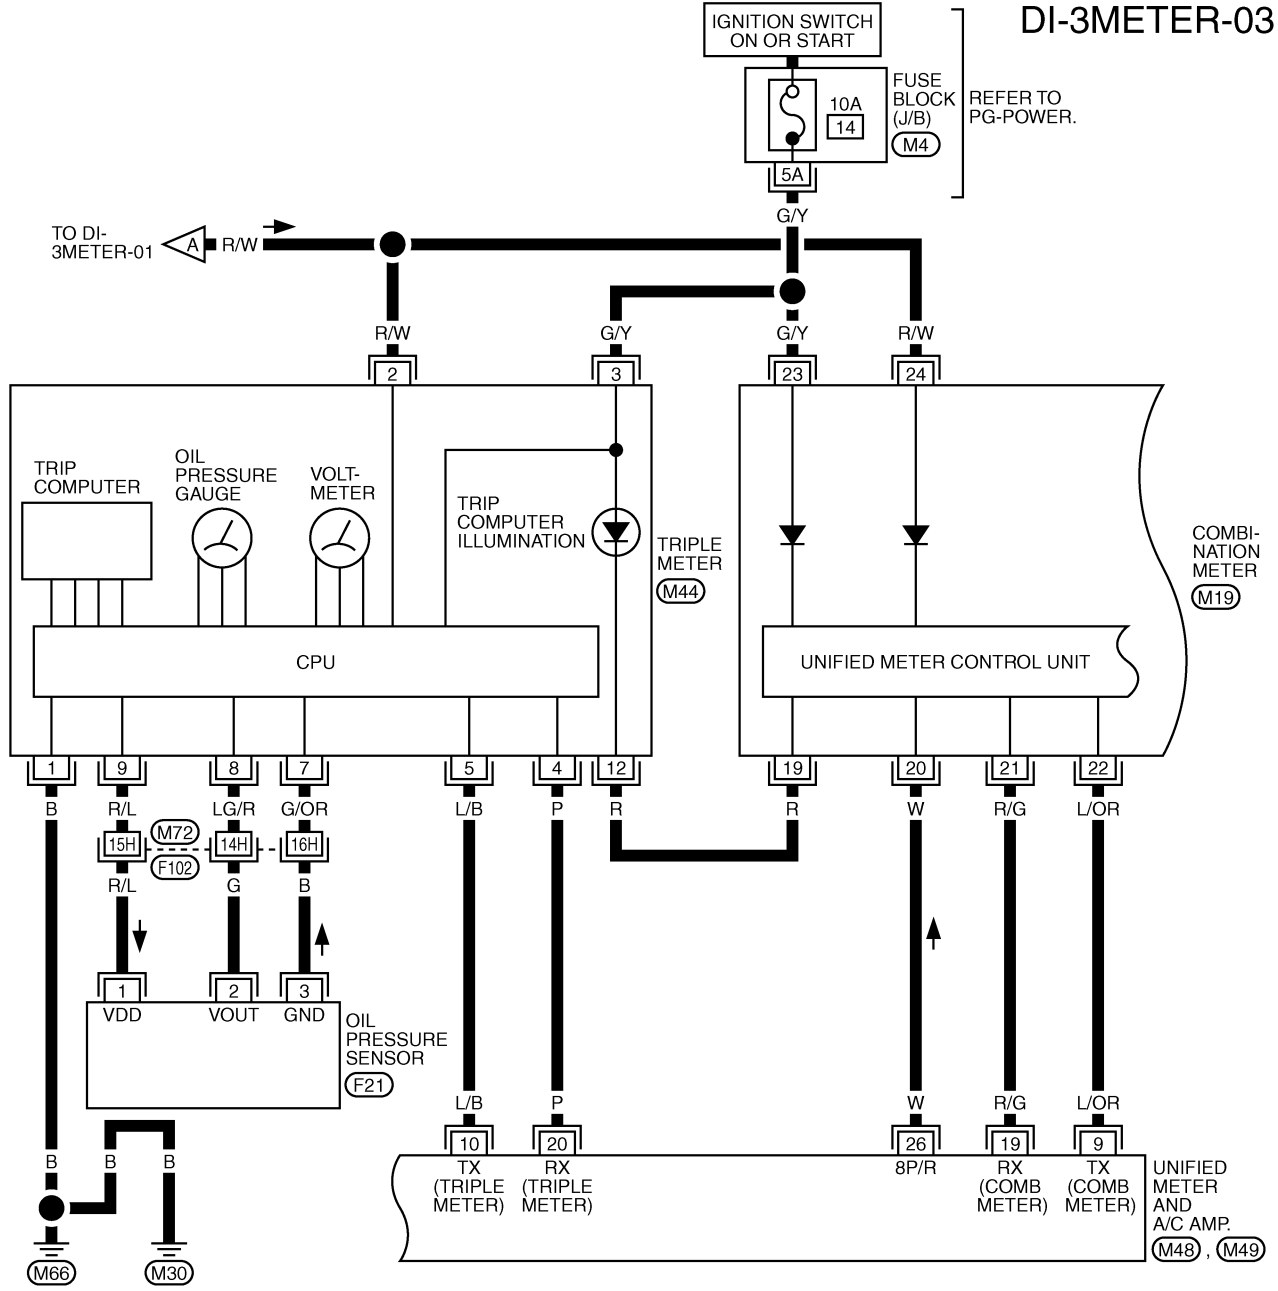 DI-3METER-03
IGNITION SWITCH
ON OR START
FUSE
BLOCK
(J/B)
M4
REFER TO
PG-POWER.
10A
14
5A
G/Y
TO DI-
3METER-01
A
R/W
R/W
G/Y
G/Y
R/W
2
3
23
24
TRIP
COMPUTER
OIL
PRESSURE
GAUGE
VOLT-
METER
TRIP
COMPUTER
ILLUMINATION
TRIPLE
METER
M44
COMBI-
NATION
METER
M19
CPU
UNIFIED METER CONTROL UNIT
1
9
8
7
5
4
12
19
20
21
22
B
R/L
LG/R
G/OR
L/B
P
R
R
W
R/G
L/OR
M72
15H
14H
16H
F102
R/L
G
B
1
2
3
VDD
VOUT
GND
OIL
PRESSURE
SENSOR
F21
L/B
P
W
R/G
L/OR
10
20
26
19
9
B
B
B
TX
(TRIPLE
METER)
RX
(TRIPLE
METER)
8P/R
RX
(COMB
METER)
TX
(COMB
METER)
UNIFIED
METER
AND
A/C AMP.
M48 , M49
M66
M30